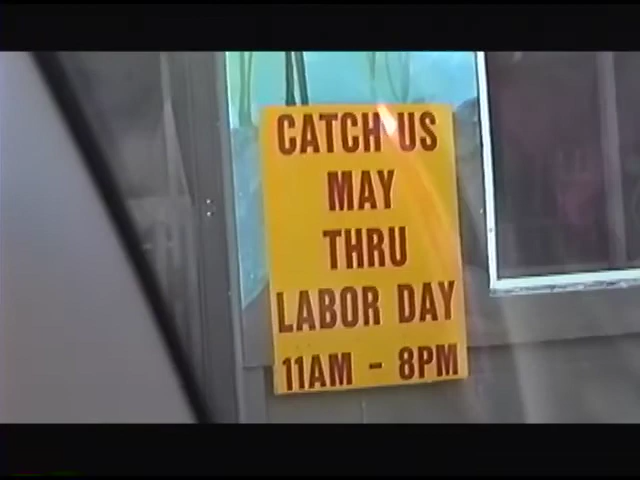 CATCH US
MAY
THRU
LABOR DAY
11AM - 8PM